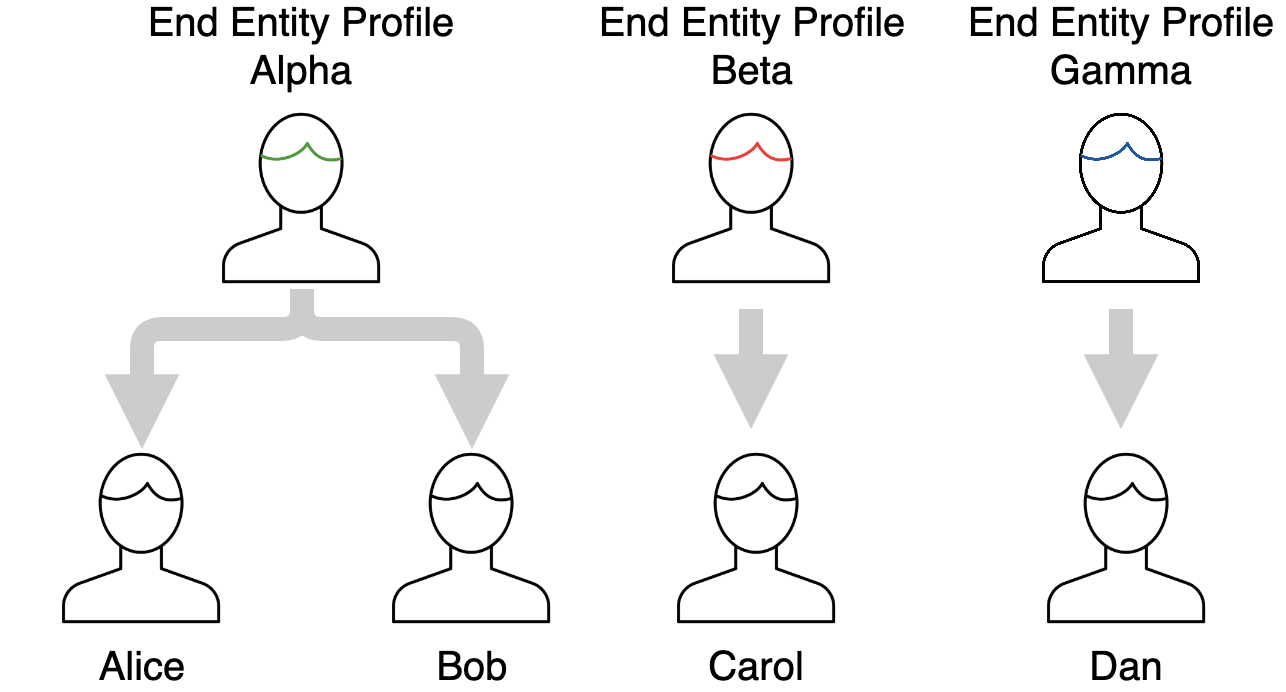 End Entity Profile
Alpha
End Entity Profile
Beta
End Entity Profile
Gamma
Alice
Bob
Carol
Dan